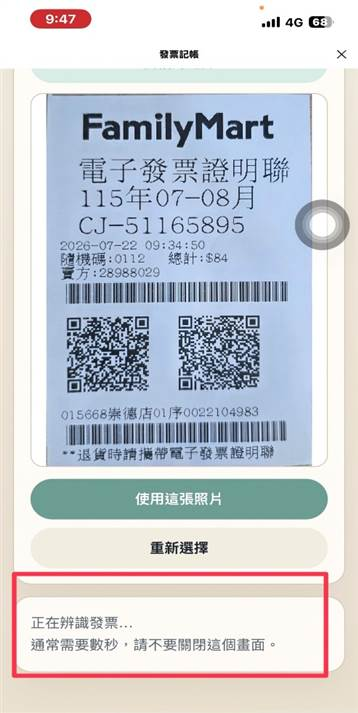 9:47
4G 68
發票記帳
FamilyMart
電子發票證明聯
115年07-08月
CJ-51165895
2026-07-22 09:34:50
隨機碼:0112 總計:$84
賣方:28988029
015668崇德店01序0022104983
**退貨時請攜帶電子發票證明聯
使用這張照片
重新選擇
正在辨識發票...
通常需要數秒，請不要關閉這個畫面。